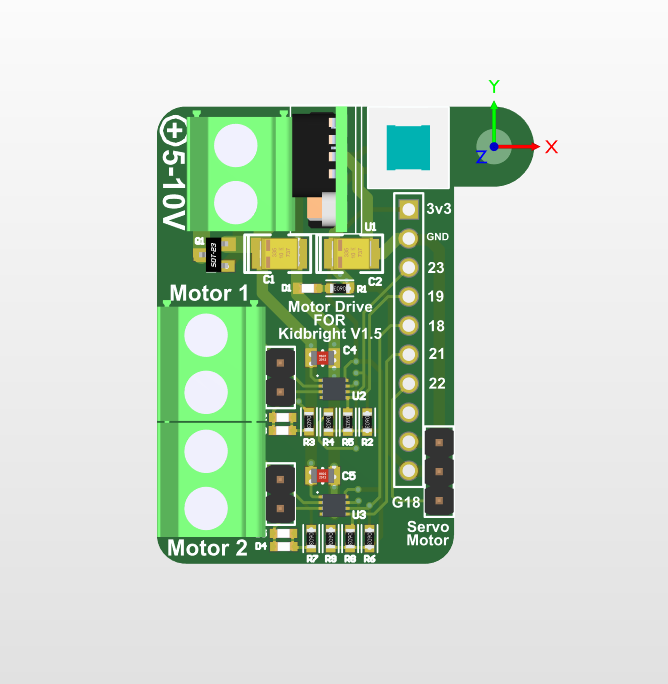 Y
X
Z
5-10V
U1
3v3
GND
Q1
SOT-23
23
C1
C2
D1
R1
19
Motor 1
Motor Drive
FOR
Kidbright V1.5
18
C4
21
22
U2
R3
R4
R5
R2
C5
G18
U3
Servo
Motor
Motor 2
D4
R7
R9
R8
R6